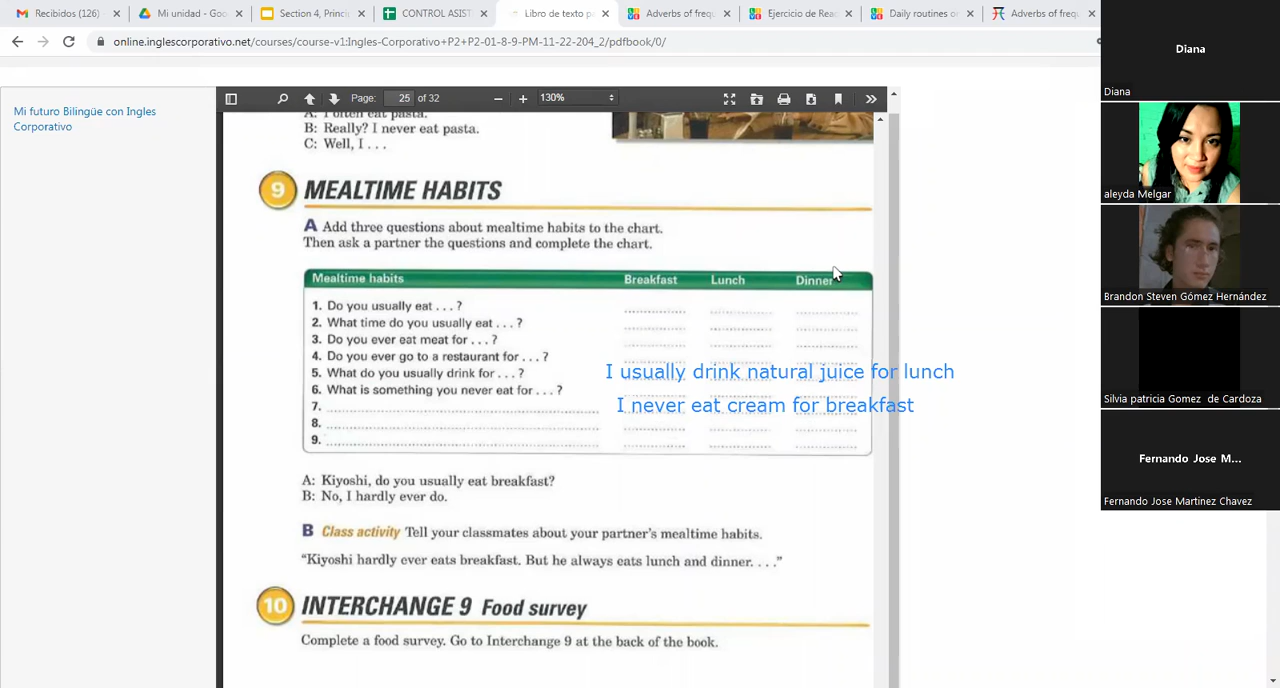 Recibidos (126)
Mi unidad - Goo
Section 4, Princi
CONTROL ASIST
Libro de texto pa
Adverbs of frequ
Ejercicio de Rea
Daily routines or
Adverbs of frequ
online.inglescorporativo.net/courses/course-v1:Ingles-Corporativo+P2+P2-01-8-9-PM-11-22-204_2/pdfbook/0/
Mi futuro Bilingüe con Ingles
Corporativo
Page: 25 of 32 130%
A: I often eat pasta.
B: Really? I never eat pasta.
C: Well, I . . .
9 MEALTIME HABITS
A Add three questions about mealtime habits to the chart.
Then ask a partner the questions and complete the chart.
Mealtime habits Breakfast Lunch Dinner
1. Do you usually eat . . . ?
2. What time do you usually eat . . . ?
3. Do you ever eat meat for . . . ?
4. Do you ever go to a restaurant for . . . ?
5. What do you usually drink for . . . ?
6. What is something you never eat for . . . ?
7.
8.
9.
I usually drink natural juice for lunch
I never eat cream for breakfast
A: Kiyoshi, do you usually eat breakfast?
B: No, I hardly ever do.
B Class activity Tell your classmates about your partner's mealtime habits.
"Kiyoshi hardly ever eats breakfast. But he always eats lunch and dinner. . . ."
10 INTERCHANGE 9 Food survey
Complete a food survey. Go to Interchange 9 at the back of the book.
Diana
Diana
aleyda Melgar
Brandon Steven Gómez Hernández
Silvia patricia Gomez de Cardoza
Fernando Jose M...
Fernando Jose Martinez Chavez